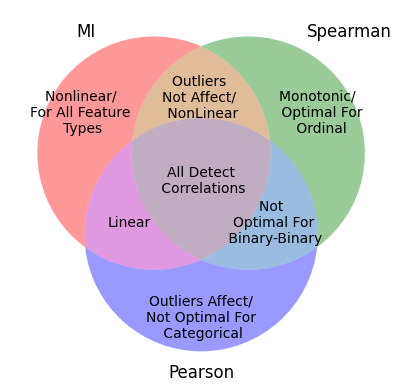 MI
Spearman
Nonlinear/
For All Feature
Types
Outliers
Not Affect/
NonLinear
Monotonic/
Optimal For
Ordinal
All Detect
Correlations
Linear
Not
Optimal For
Binary-Binary
Outliers Affect/
Not Optimal For
Categorical
Pearson